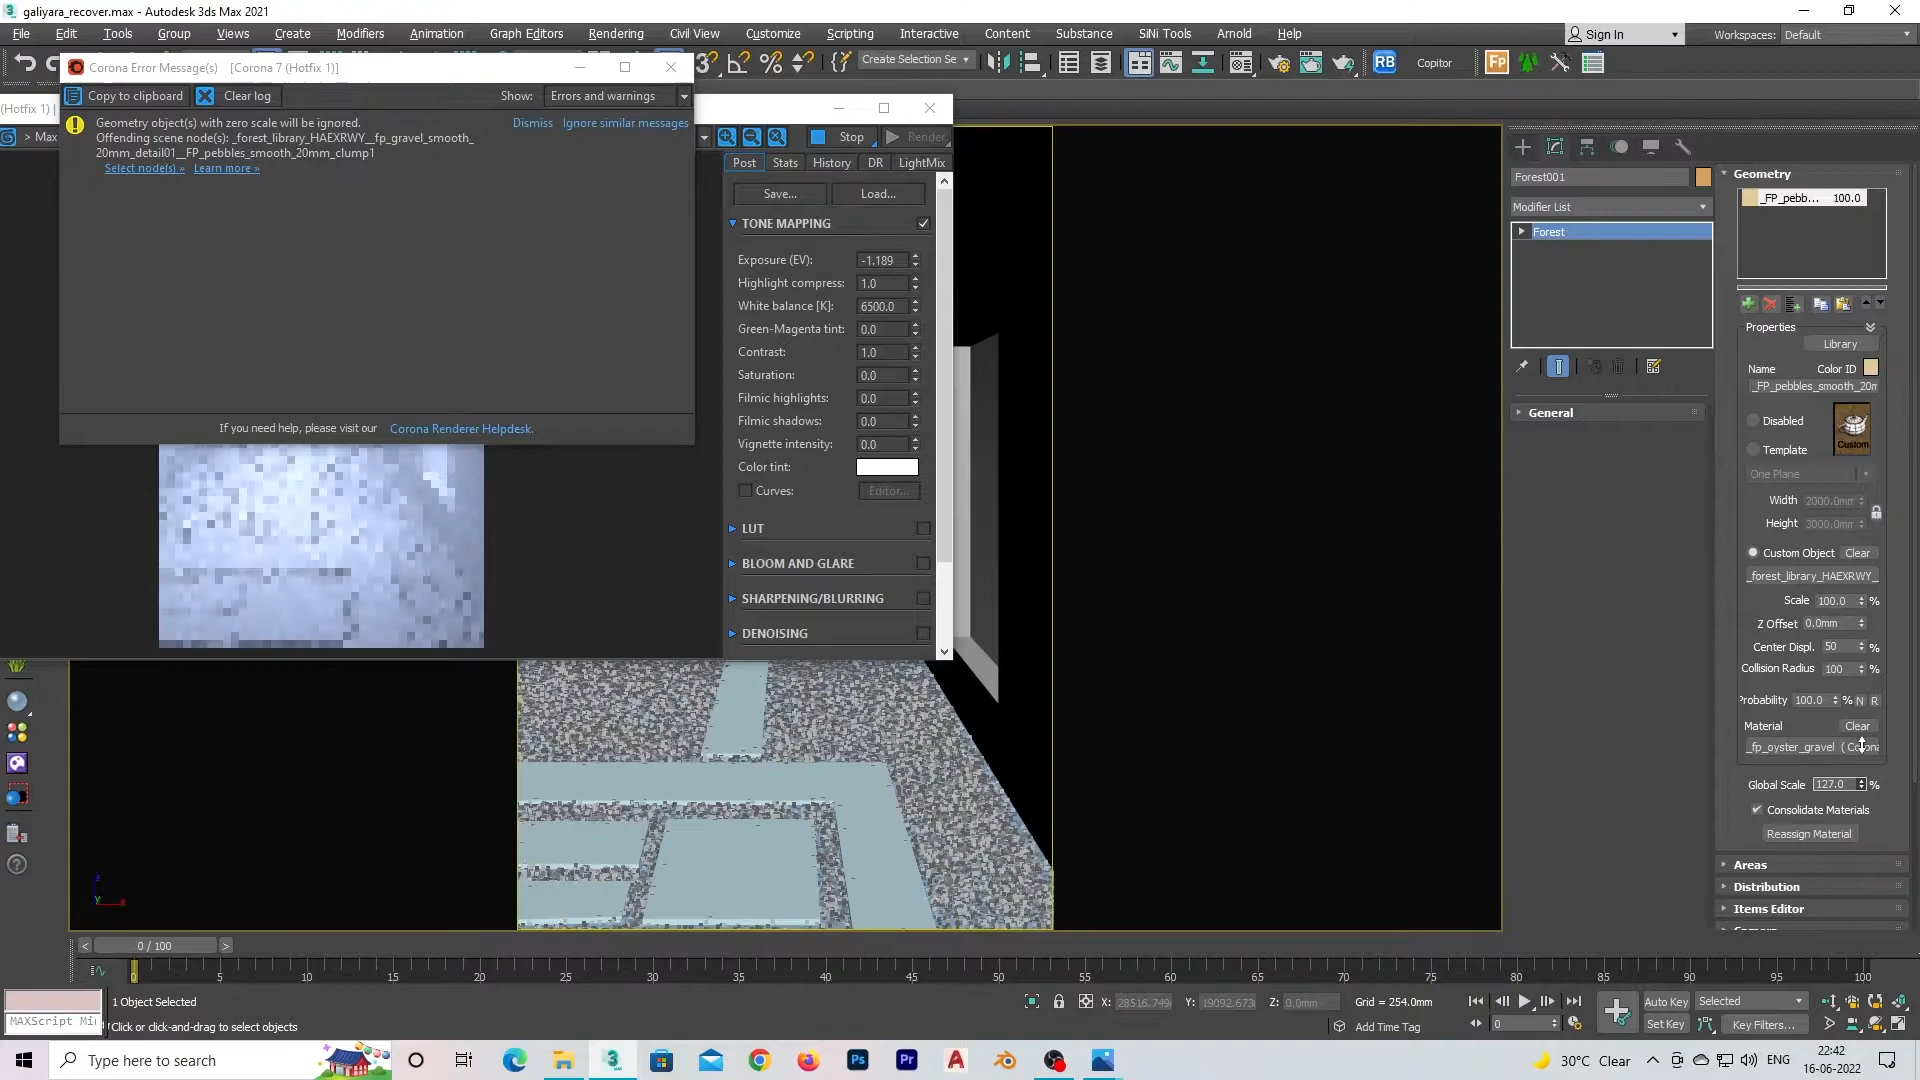 galiyara_recover.max - Autodesk 3ds Max 2021
File Edit Tools Group Views Create Modifiers Animation Graph Editors Rendering Civil View Customize Scripting Interactive Content Substance SiNi Tools Arnold Help
Sign In
Workspaces: Default
Create Selection Se
RB
Copitor
Corona Error Message(s) [Corona 7 (Hotfix 1)]
Copy to clipboard
Clear log
Show: Errors and warnings
Geometry object(s) with zero scale will be ignored.
Offending scene node(s): _forest_library_HAEXRWY__fp_gravel_smooth_
20mm_detail01__FP_pebbles_smooth_20mm_clump1
Select node(s) » Learn more »
Dismiss Ignore similar messages
If you need help, please visit our Corona Renderer Helpdesk.
(Hotfix 1) |
> Max
Stop
Render
Post Stats History DR LightMix
Save... Load...
TONE MAPPING
Exposure (EV): -1.189
Highlight compress: 1.0
White balance [K]: 6500.0
Green-Magenta tint: 0.0
Contrast: 1.0
Saturation: 0.0
Filmic highlights: 0.0
Filmic shadows: 0.0
Vignette intensity: 0.0
Color tint:
Curves: Editor...
LUT
BLOOM AND GLARE
SHARPENING/BLURRING
DENOISING
Forest001
Modifier List
Forest
General
Geometry
_FP_pebb... 100.0
Properties
Library
Name Color ID
_FP_pebbles_smooth_20m
Disabled
Template
Custom
One Plane
Width 2000.0mm
Height 3000.0mm
Custom Object Clear
_forest_library_HAEXRWY_
Scale 100.0 %
Z Offset 0.0mm
Center Displ. 50 %
Collision Radius 100 %
Probability 100.0 % N R
Material Clear
_fp_oyster_gravel ( Corona
Global Scale 127.0 %
Consolidate Materials
Reassign Material
Areas
Distribution
Items Editor
z
y x
< 0 / 100 >
0 5 10 15 20 25 30 35 40 45 50 55 60 65 70 75 80 85 90 95 100
1 Object Selected
MAXScript Mi
Click or click-and-drag to select objects
X: 28516.749 Y: 19092.673 Z: 0.0mm Grid = 254.0mm
Add Time Tag
0
Auto Key Selected
Set Key Key Filters...
Type here to search
Ps
Pr
A
30°C Clear
ENG
22:42
16-06-2022